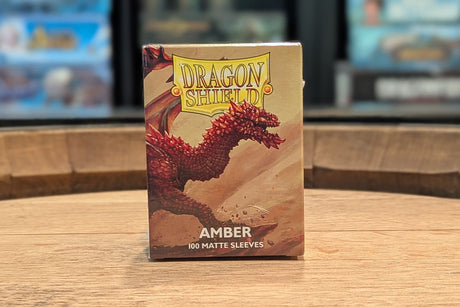 DRAGON
SHIELD
AMBER
100 MATTE SLEEVES